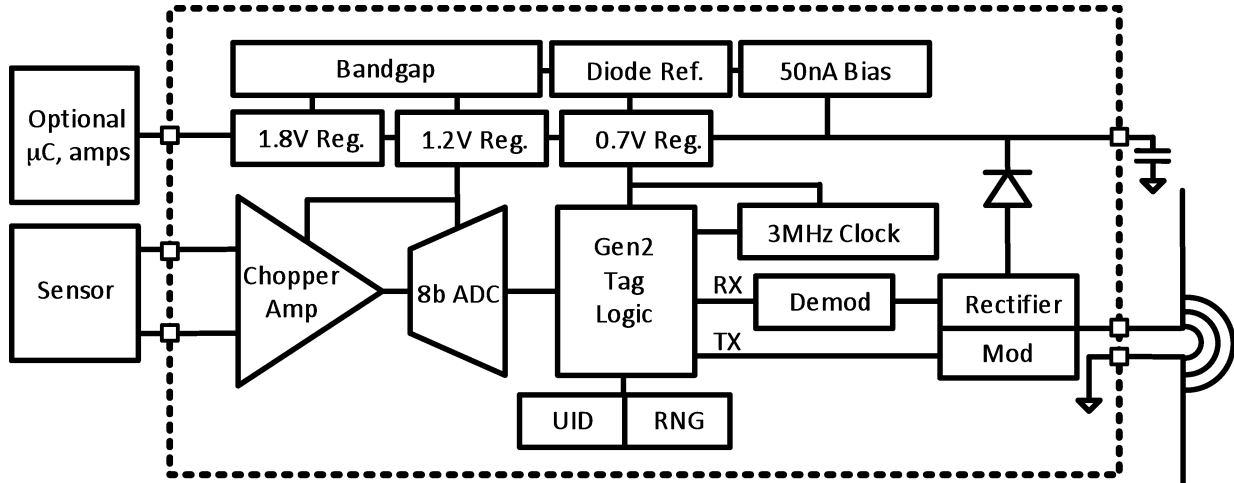 Bandgap
Diode Ref.
50nA Bias
Optional
µC, amps
1.8V Reg.
1.2V Reg.
0.7V Reg.
Sensor
Chopper
Amp
8b ADC
Gen2
Tag
Logic
3MHz Clock
RX
Demod
Rectifier
TX
Mod
UID
RNG